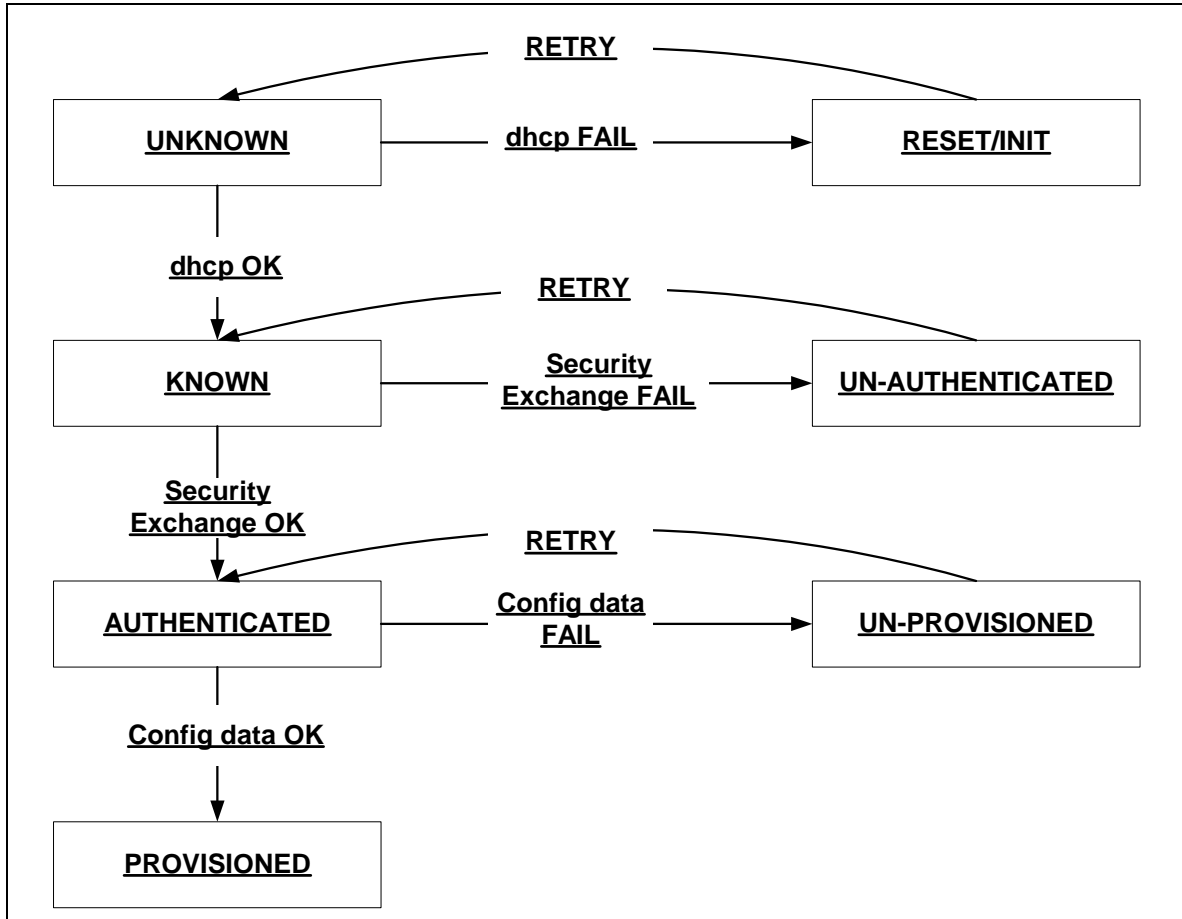 RETRY
UNKNOWN
dhcp FAIL
RESET/INIT
dhcp OK
RETRY
KNOWN
Security
Exchange FAIL
UN-AUTHENTICATED
Security
Exchange OK
RETRY
AUTHENTICATED
Config data
FAIL
UN-PROVISIONED
Config data OK
PROVISIONED